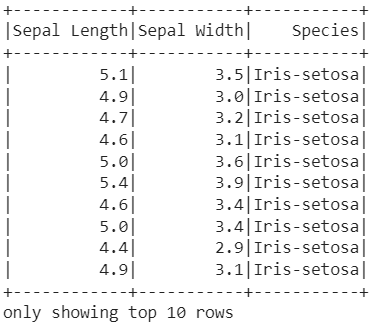 +------------+-----------+-----------+
|Sepal Length|Sepal Width|    Species|
+------------+-----------+-----------+
|         5.1|        3.5|Iris-setosa|
|         4.9|        3.0|Iris-setosa|
|         4.7|        3.2|Iris-setosa|
|         4.6|        3.1|Iris-setosa|
|         5.0|        3.6|Iris-setosa|
|         5.4|        3.9|Iris-setosa|
|         4.6|        3.4|Iris-setosa|
|         5.0|        3.4|Iris-setosa|
|         4.4|        2.9|Iris-setosa|
|         4.9|        3.1|Iris-setosa|
+------------+-----------+-----------+
only showing top 10 rows